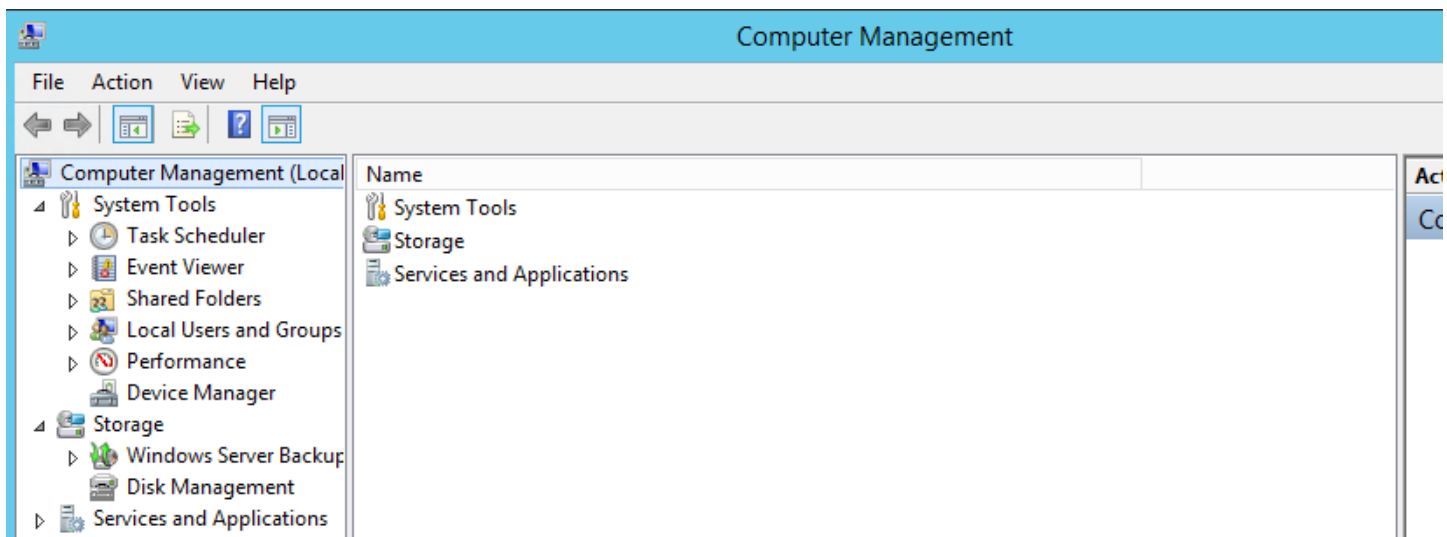 Computer Management
File Action View Help
Computer Management (Local
System Tools
Task Scheduler
Event Viewer
Shared Folders
Local Users and Groups
Performance
Device Manager
Storage
Windows Server Backup
Disk Management
Services and Applications
Name
System Tools
Storage
Services and Applications
Act
Co